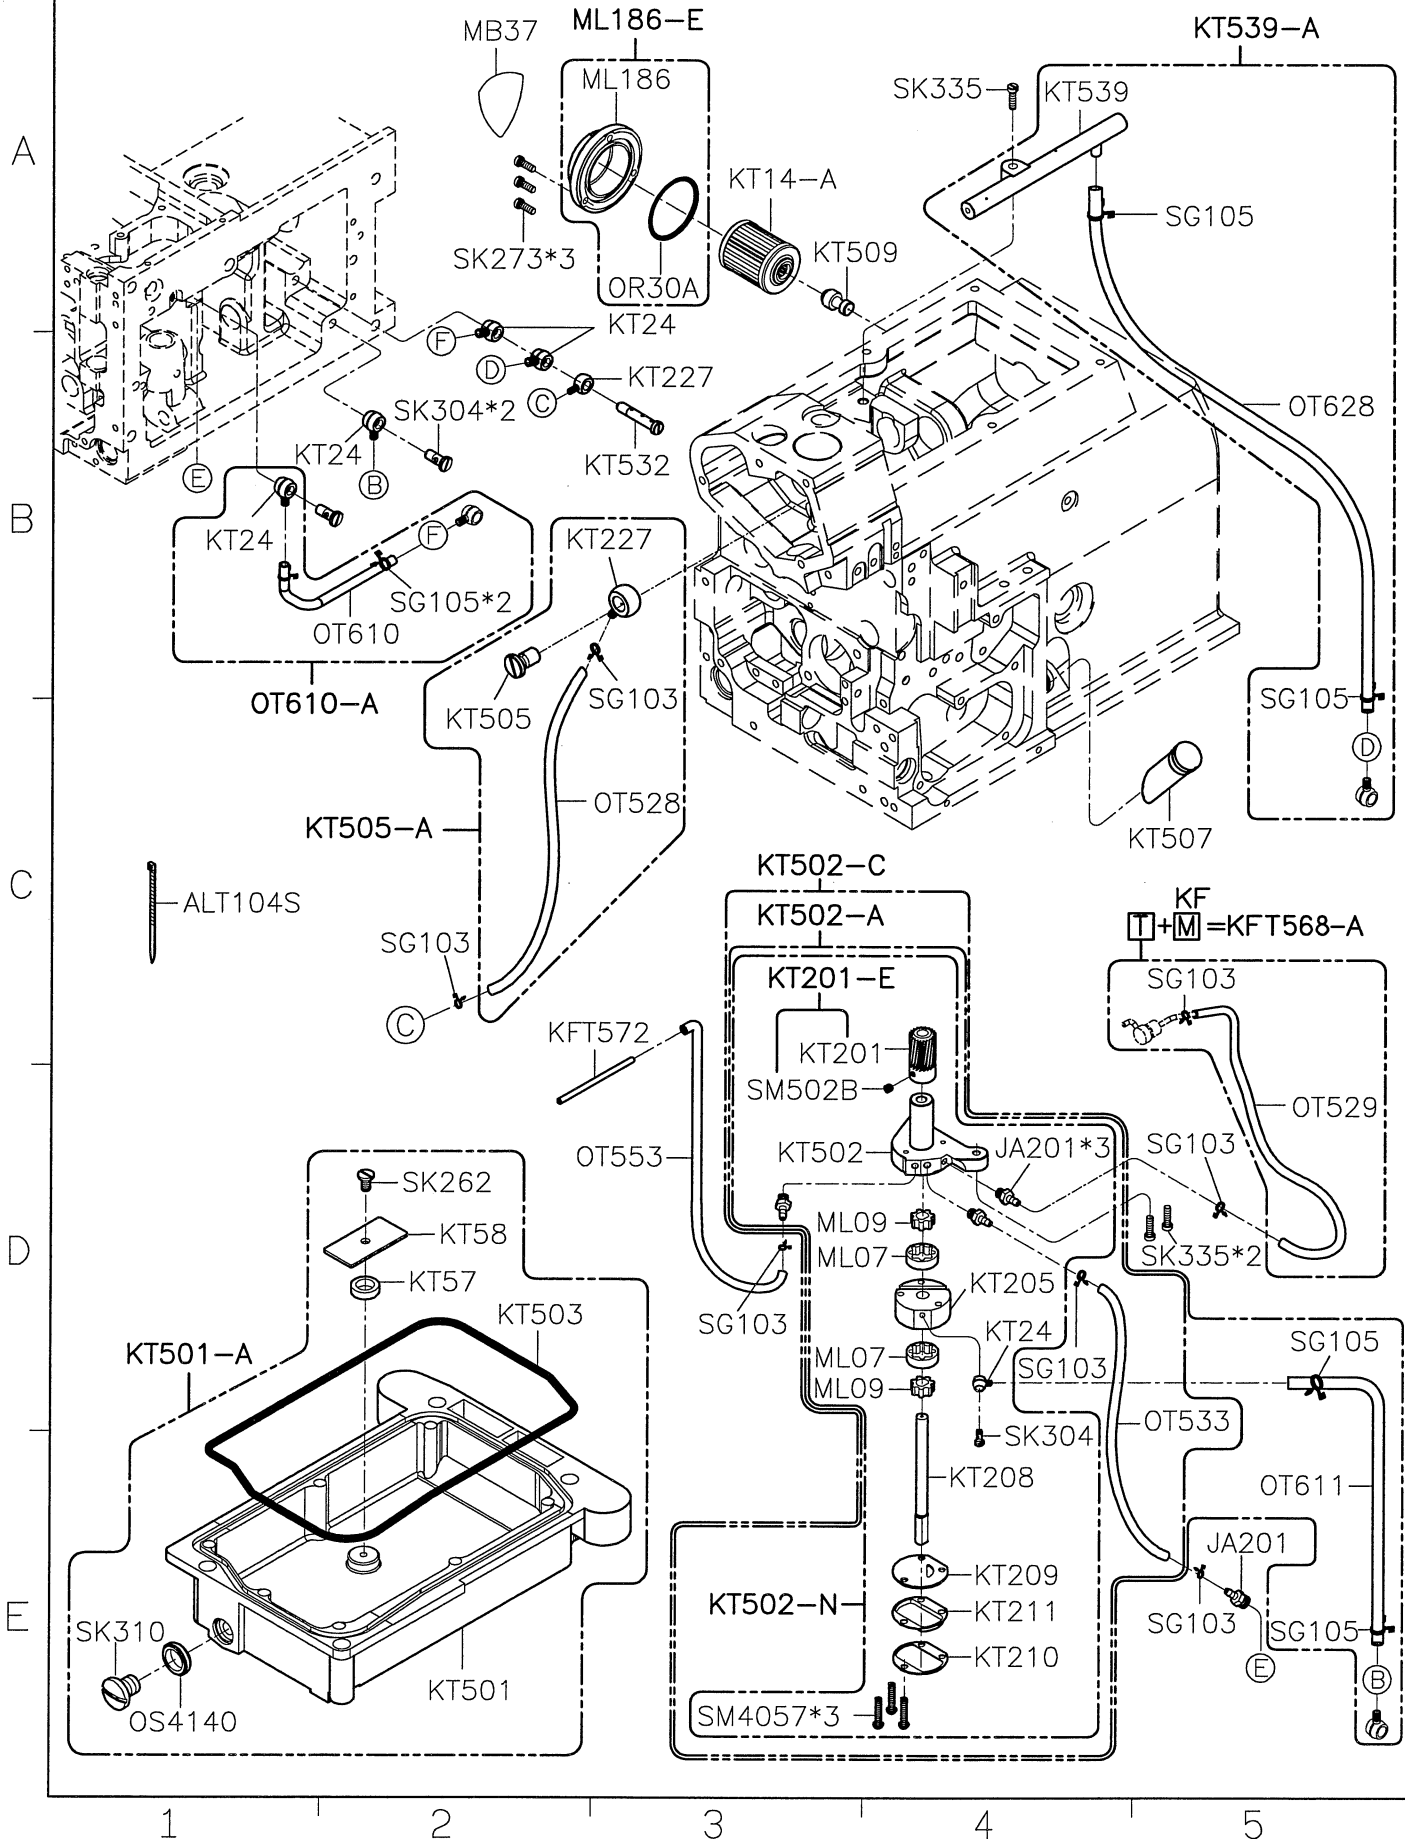 ML186-E
MB37
KT539-A
ML186
SK335
KT539
A
KT14-A
SG105
KT509
SK273*3
OR30A
KT24
F
D
KT227
C
SK304*2
OT628
KT24
KT532
E
B
B
KT24
F
KT227
SG105*2
OT610
OT610-A
SG103
KT505
SG105
D
OT528
KT505-A
KT507
C
KT502-C
KF
ALT104S
KT502-A
T+M=KFT568-A
SG103
KT201-E
SG103
C
KFT572
KT201
SM502B
OT529
OT553
KT502
JA201*3
SG103
SK262
D
ML09
KT58
ML07
SK335*2
KT57
KT205
KT503
SG103
KT24
SG105
KT501-A
ML07
SG103
ML09
OT533
SK304
KT208
OT611
JA201
KT209
E
KT502-N
KT211
SK310
SG103
SG105
KT210
E
B
KT501
OS4140
SM4057*3
1 2 3 4 5